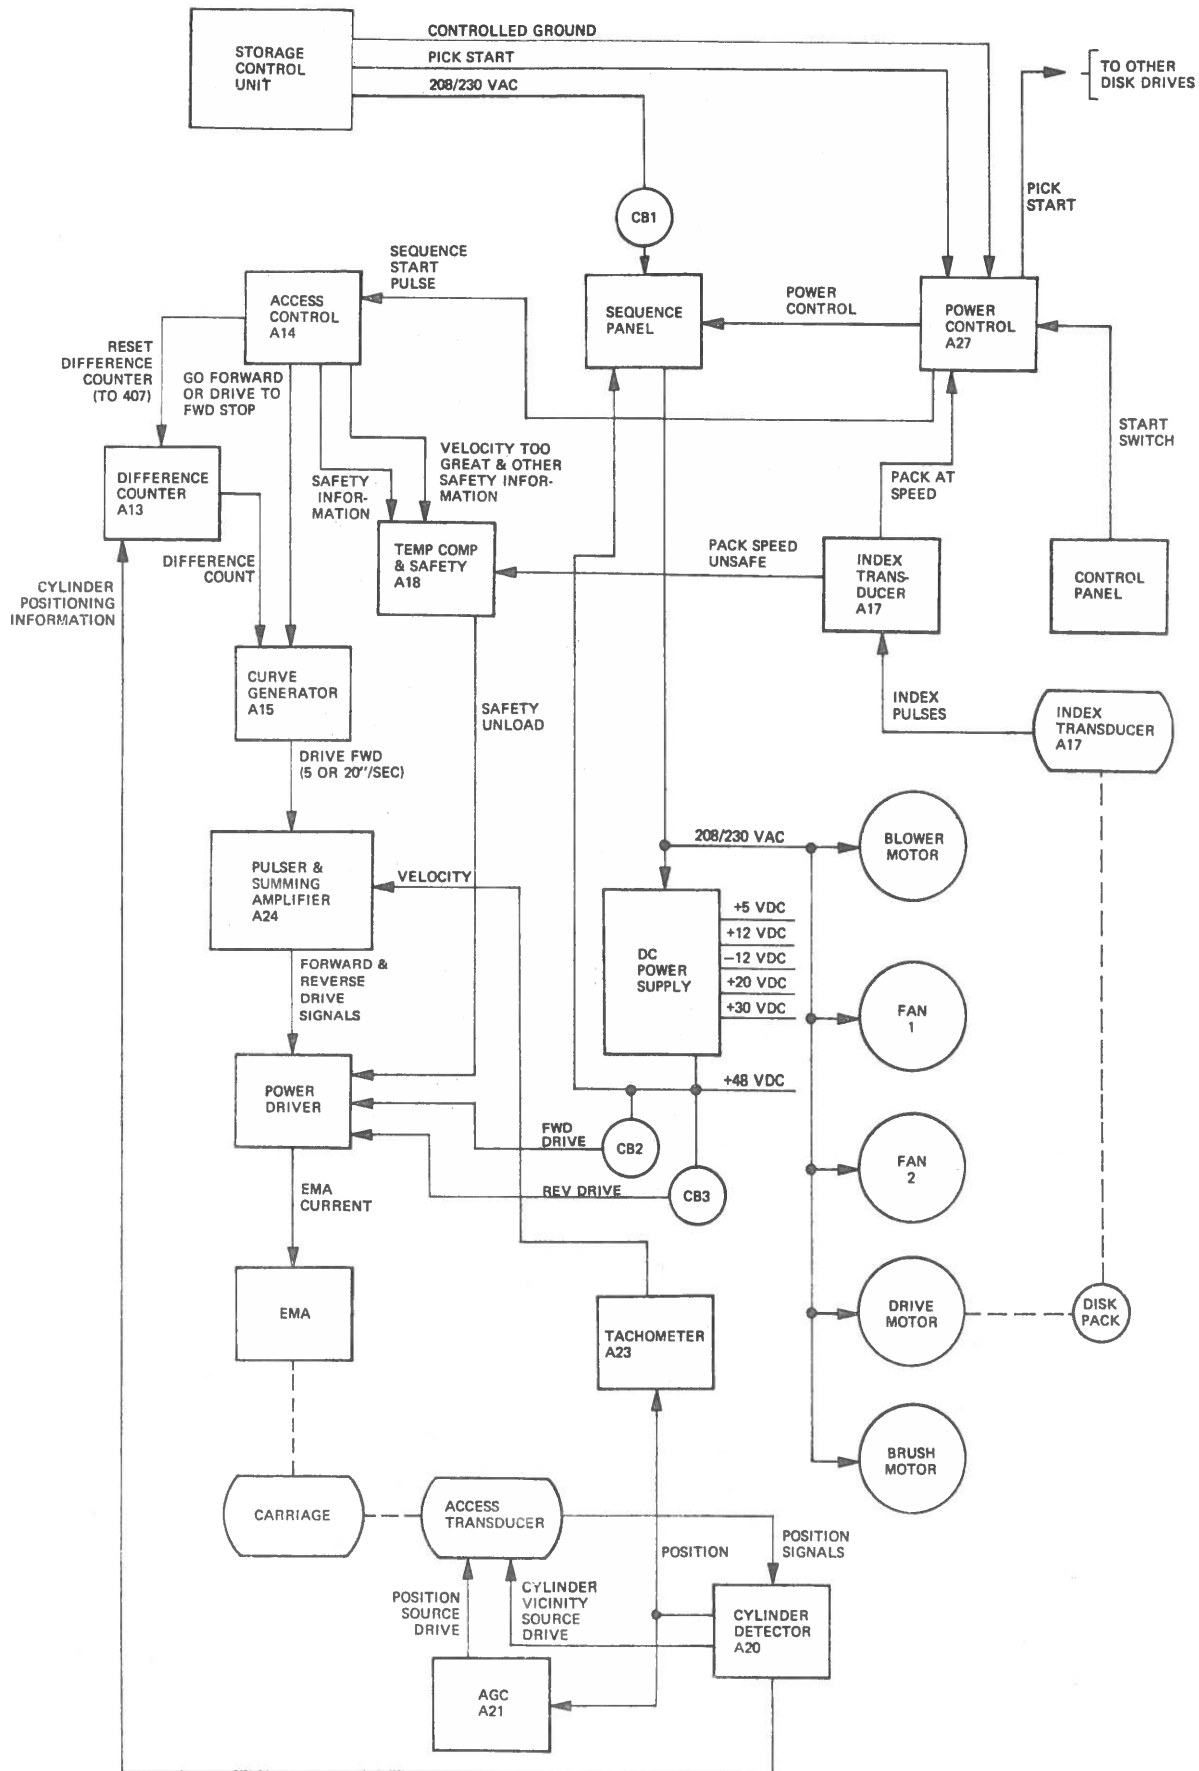 CONTROLLED GROUND
STORAGE
CONTROL
UNIT
PICK START
208/230 VAC
TO OTHER
DISK DRIVES
PICK
START
CB1
SEQUENCE
START
PULSE
ACCESS
CONTROL
A14
SEQUENCE
PANEL
POWER
CONTROL
POWER
CONTROL
A27
RESET
DIFFERENCE
COUNTER
(TO 407)
GO FORWARD
OR DRIVE TO
FWD STOP
START
SWITCH
DIFFERENCE
COUNTER
A13
SAFETY
INFOR-
MATION
VELOCITY TOO
GREAT & OTHER
SAFETY INFOR-
MATION
PACK AT
SPEED
DIFFERENCE
COUNT
TEMP COMP
& SAFETY
A18
PACK SPEED
UNSAFE
INDEX
TRANS-
DUCER
A17
CONTROL
PANEL
CYLINDER
POSITIONING
INFORMATION
CURVE
GENERATOR
A15
SAFETY
UNLOAD
INDEX
PULSES
INDEX
TRANSDUCER
A17
DRIVE FWD
(5 OR 20"/SEC)
208/230 VAC
BLOWER
MOTOR
PULSER &
SUMMING
AMPLIFIER
A24
VELOCITY
DC
POWER
SUPPLY
+5 VDC
+12 VDC
−12 VDC
+20 VDC
+30 VDC
FORWARD &
REVERSE
DRIVE
SIGNALS
FAN
1
POWER
DRIVER
+48 VDC
FWD
DRIVE
CB2
FAN
2
EMA
CURRENT
REV DRIVE
CB3
EMA
TACHOMETER
A23
DRIVE
MOTOR
DISK
PACK
BRUSH
MOTOR
CARRIAGE
ACCESS
TRANSDUCER
POSITION
POSITION
SIGNALS
POSITION
SOURCE
DRIVE
CYLINDER
VICINITY
SOURCE
DRIVE
CYLINDER
DETECTOR
A20
AGC
A21